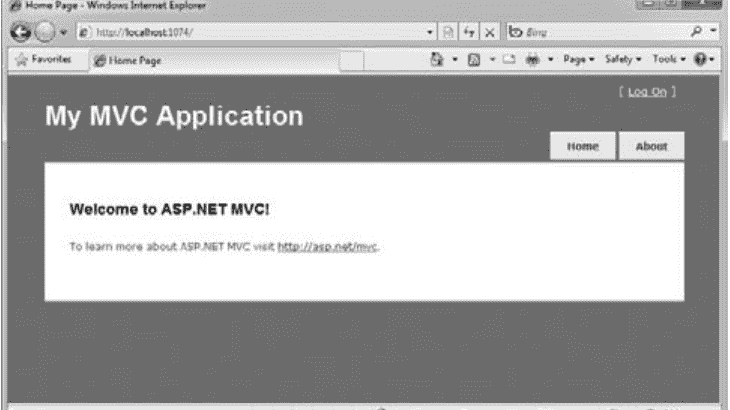 Home Page - Windows Internet Explorer
http://localhost:1074/
Bing
Favorites
Home Page
Page
Safety
Tools
[ Log On ]
My MVC Application
Home
About
Welcome to ASP.NET MVC!
To learn more about ASP.NET MVC visit http://asp.net/mvc.